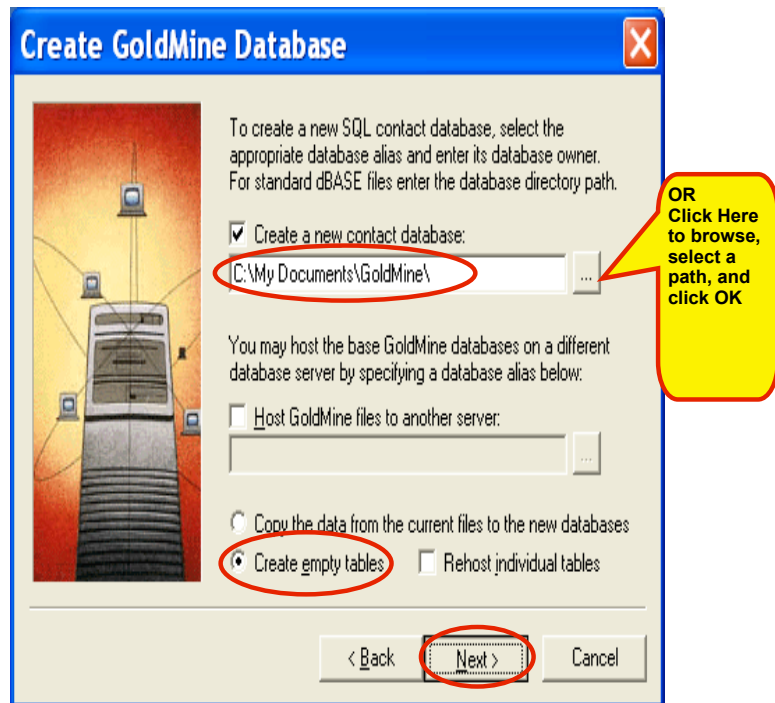 Create GoldMine Database
To create a new SQL contact database, select the
appropriate database alias and enter its database owner.
For standard dBASE files enter the database directory path.
Create a new contact database:
C:\My Documents\GoldMine\
...
OR
Click Here
to browse,
select a
path, and
click OK
You may host the base GoldMine databases on a different
database server by specifying a database alias below:
Host GoldMine files to another server:
...
Copy the data from the current files to the new databases
Create empty tables
Rehost individual tables
< Back
Next >
Cancel